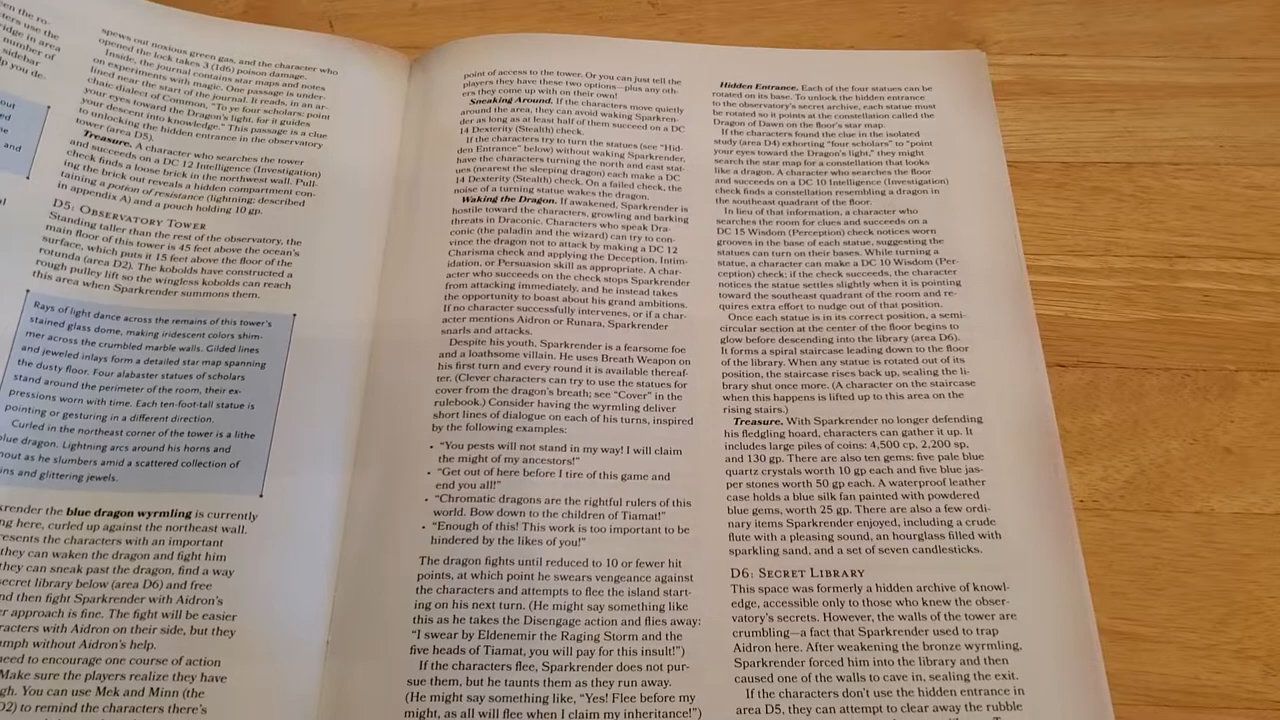 en the ro-
ters use the
ridge in area
number of
sidebar
p you de-
out
ed
me
and
al
spews out noxious green gas, and the character who
opened the lock takes 3 (1d6) poison damage.
Inside, the journal contains star maps and notes
on experiments with magic. One passage is under-
lined near the start of the journal. It reads, in an ar-
chaic dialect of Common, "To ye four scholars: point
your eyes toward the Dragon's light, for it guides
your descent into knowledge." This passage is a clue
to unlocking the hidden entrance in the observatory
tower (area D5).
Treasure. A character who searches the tower
and succeeds on a DC 12 Intelligence (Investigation)
check finds a loose brick in the northwest wall. Pull-
ing the brick out reveals a hidden compartment con-
taining a potion of resistance (lightning; described
in appendix A) and a pouch holding 10 gp.
D5: Observatory Tower
Standing taller than the rest of the observatory, the
main floor of this tower is 45 feet above the ocean's
surface, which puts it 15 feet above the floor of the
rotunda (area D2). The kobolds have constructed a
rough pulley lift so the wingless kobolds can reach
this area when Sparkrender summons them.
Rays of light dance across the remains of this tower's
stained glass dome, making iridescent colors shim-
mer across the crumbled marble walls. Gilded lines
and jeweled inlays form a detailed star map spanning
the dusty floor. Four alabaster statues of scholars
stand around the perimeter of the room, their ex-
pressions worn with time. Each ten-foot-tall statue is
pointing or gesturing in a different direction.
Curled in the northeast corner of the tower is a lithe
blue dragon. Lightning arcs around his horns and
nout as he slumbers amid a scattered collection of
ins and glittering jewels.
krender the blue dragon wyrmling is currently
ng here, curled up against the northeast wall.
resents the characters with an important
they can waken the dragon and fight him
they can sneak past the dragon, find a way
secret library below (area D6) and free
nd then fight Sparkrender with Aidron's
er approach is fine. The fight will be easier
racters with Aidron on their side, but they
umph without Aidron's help.
need to encourage one course of action
Make sure the players realize they have
gh. You can use Mek and Minn (the
D2) to remind the characters there's
point of access to the tower. Or you can just tell the
players they have these two options—plus any oth-
ers they come up with on their own!
Sneaking Around. If the characters move quietly
around the area, they can avoid waking Sparkren-
der as long as at least half of them succeed on a DC
14 Dexterity (Stealth) check.
If the characters try to turn the statues (see "Hid-
den Entrance" below) without waking Sparkrender,
have the characters turning the north and east stat-
ues (nearest the sleeping dragon) each make a DC
14 Dexterity (Stealth) check. On a failed check, the
noise of a turning statue wakes the dragon.
Waking the Dragon. If awakened, Sparkrender is
hostile toward the characters, growling and barking
threats in Draconic. Characters who speak Dra-
conic (the paladin and the wizard) can try to con-
vince the dragon not to attack by making a DC 12
Charisma check and applying the Deception, Intim-
idation, or Persuasion skill as appropriate. A char-
acter who succeeds on the check stops Sparkrender
from attacking immediately, and he instead takes
the opportunity to boast about his grand ambitions.
If no character successfully intervenes, or if a char-
acter mentions Aidron or Runara, Sparkrender
snarls and attacks.
Despite his youth, Sparkrender is a fearsome foe
and a loathsome villain. He uses Breath Weapon on
his first turn and every round it is available thereaf-
ter. (Clever characters can try to use the statues for
cover from the dragon's breath; see "Cover" in the
rulebook.) Consider having the wyrmling deliver
short lines of dialogue on each of his turns, inspired
by the following examples:
• "You pests will not stand in my way! I will claim
the might of my ancestors!"
• "Get out of here before I tire of this game and
end you all!"
• "Chromatic dragons are the rightful rulers of this
world. Bow down to the children of Tiamat!"
• "Enough of this! This work is too important to be
hindered by the likes of you!"
The dragon fights until reduced to 10 or fewer hit
points, at which point he swears vengeance against
the characters and attempts to flee the island start-
ing on his next turn. (He might say something like
this as he takes the Disengage action and flies away:
"I swear by Eldenemir the Raging Storm and the
five heads of Tiamat, you will pay for this insult!")
If the characters flee, Sparkrender does not pur-
sue them, but he taunts them as they run away.
(He might say something like, "Yes! Flee before my
might, as all will flee when I claim my inheritance!")
Hidden Entrance. Each of the four statues can be
rotated on its base. To unlock the hidden entrance
to the observatory's secret archive, each statue must
be rotated so it points at the constellation called the
Dragon of Dawn on the floor's star map.
If the characters found the clue in the isolated
study (area D4) exhorting "four scholars" to "point
your eyes toward the Dragon's light," they might
search the star map for a constellation that looks
like a dragon. A character who searches the floor
and succeeds on a DC 10 Intelligence (Investigation)
check finds a constellation resembling a dragon in
the southeast quadrant of the floor.
In lieu of that information, a character who
searches the room for clues and succeeds on a
DC 15 Wisdom (Perception) check notices worn
grooves in the base of each statue, suggesting the
statues can turn on their bases. While turning a
statue, a character can make a DC 10 Wisdom (Per-
ception) check; if the check succeeds, the character
notices the statue settles slightly when it is pointing
toward the southeast quadrant of the room and re-
quires extra effort to nudge out of that position.
Once each statue is in its correct position, a semi-
circular section at the center of the floor begins to
glow before descending into the library (area D6).
It forms a spiral staircase leading down to the floor
of the library. When any statue is rotated out of its
position, the staircase rises back up, sealing the li-
brary shut once more. (A character on the staircase
when this happens is lifted up to this area on the
rising stairs.)
Treasure. With Sparkrender no longer defending
his fledgling hoard, characters can gather it up. It
includes large piles of coins: 4,500 cp, 2,200 sp,
and 130 gp. There are also ten gems: five pale blue
quartz crystals worth 10 gp each and five blue jas-
per stones worth 50 gp each. A waterproof leather
case holds a blue silk fan painted with powdered
blue gems, worth 25 gp. There are also a few ordi-
nary items Sparkrender enjoyed, including a crude
flute with a pleasing sound, an hourglass filled with
sparkling sand, and a set of seven candlesticks.
D6: Secret Library
This space was formerly a hidden archive of knowl-
edge, accessible only to those who knew the obser-
vatory's secrets. However, the walls of the tower are
crumbling—a fact that Sparkrender used to trap
Aidron here. After weakening the bronze wyrmling,
Sparkrender forced him into the library and then
caused one of the walls to cave in, sealing the exit.
If the characters don't use the hidden entrance in
area D5, they can attempt to clear away the rubble